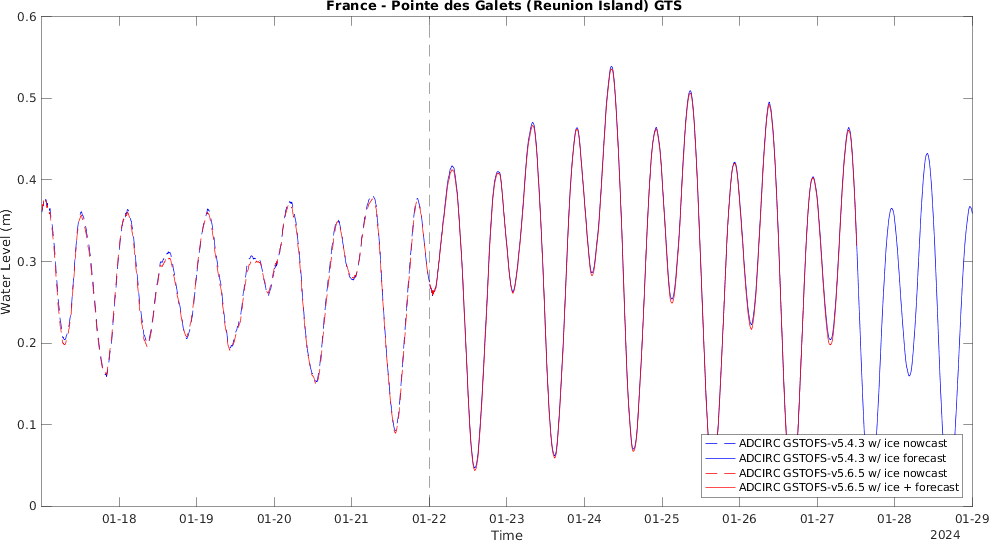 France - Pointe des Galets (Reunion Island) GTS
0.6
0.5
0.4
0.3
0.2
0.1
0
Water Level (m)
ADCIRC GSTOFS-v5.4.3 w/ ice nowcast
ADCIRC GSTOFS-v5.4.3 w/ ice forecast
ADCIRC GSTOFS-v5.6.5 w/ ice nowcast
ADCIRC GSTOFS-v5.6.5 w/ ice + forecast
01-18 01-19 01-20 01-21 01-22 01-23 01-24 01-25 01-26 01-27 01-28 01-29
Time
2024